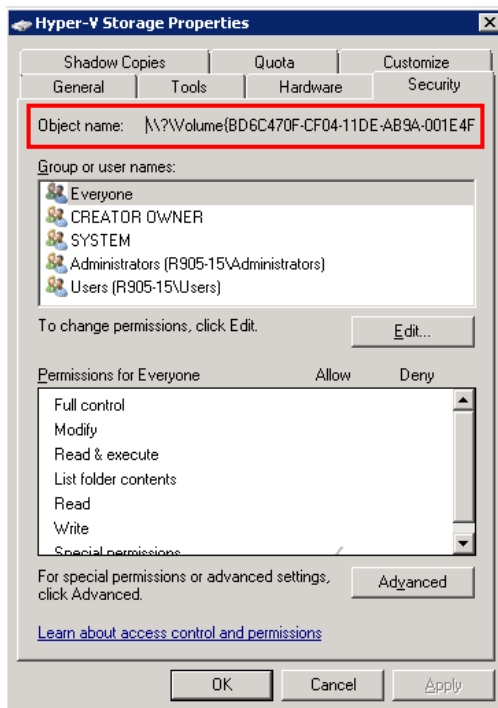 Hyper-V Storage Properties
Shadow Copies Quota Customize
General Tools Hardware Security
Object name: \\?\Volume{BD6C470F-CF04-11DE-AB9A-001E4F
Group or user names:
Everyone
CREATOR OWNER
SYSTEM
Administrators (R905-15\Administrators)
Users (R905-15\Users)
To change permissions, click Edit.
Edit...
Permissions for Everyone Allow Deny
Full control
Modify
Read & execute
List folder contents
Read
Write
Special permissions
For special permissions or advanced settings,
click Advanced.
Advanced
Learn about access control and permissions
OK Cancel Apply